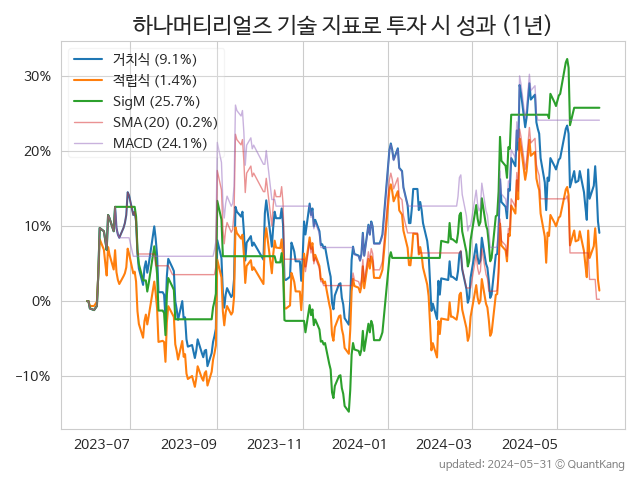 하나머티리얼즈 기술 지표로 투자 시 성과 (1년)
30%
20%
10%
0%
−10%
거치식 (9.1%)
적립식 (1.4%)
SigM (25.7%)
SMA(20) (0.2%)
MACD (24.1%)
2023-07
2023-09
2023-11
2024-01
2024-03
2024-05
updated: 2024-05-31 ⓒ QuantKang